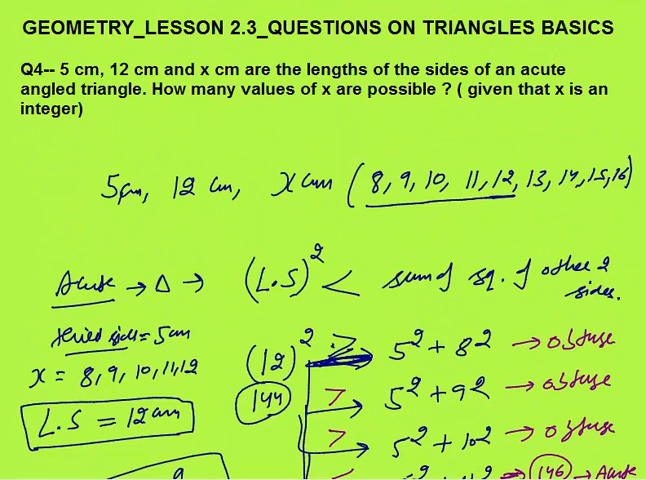 GEOMETRY_LESSON 2.3_QUESTIONS ON TRIANGLES BASICS
Q4-- 5 cm, 12 cm and x cm are the lengths of the sides of an acute
angled triangle. How many values of x are possible ? ( given that x is an
integer)
5cm, 12 cm, x cm ( 8, 9, 10, 11, 12, 13, 14, 15, 16)
Acute → Δ → (L.S)² < sum of sq. of other 2
sides.
side = 5 cm
x = 8, 9, 10, 11, 12
L.S = 12 cm
(12)² > 5² + 8² → obtuse
144 > 5² + 9² → obtuse
> 5² + 10² → obtuse
146 → Acute